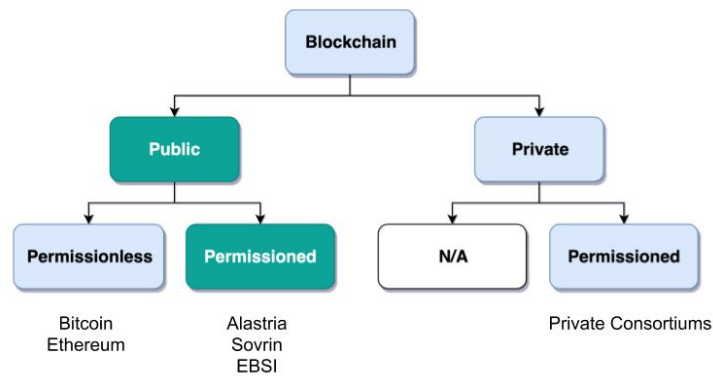 Blockchain
Public
Private
Permissionless
Permissioned
N/A
Permissioned
Bitcoin
Ethereum
Alastria
Sovrin
EBSI
Private Consortiums